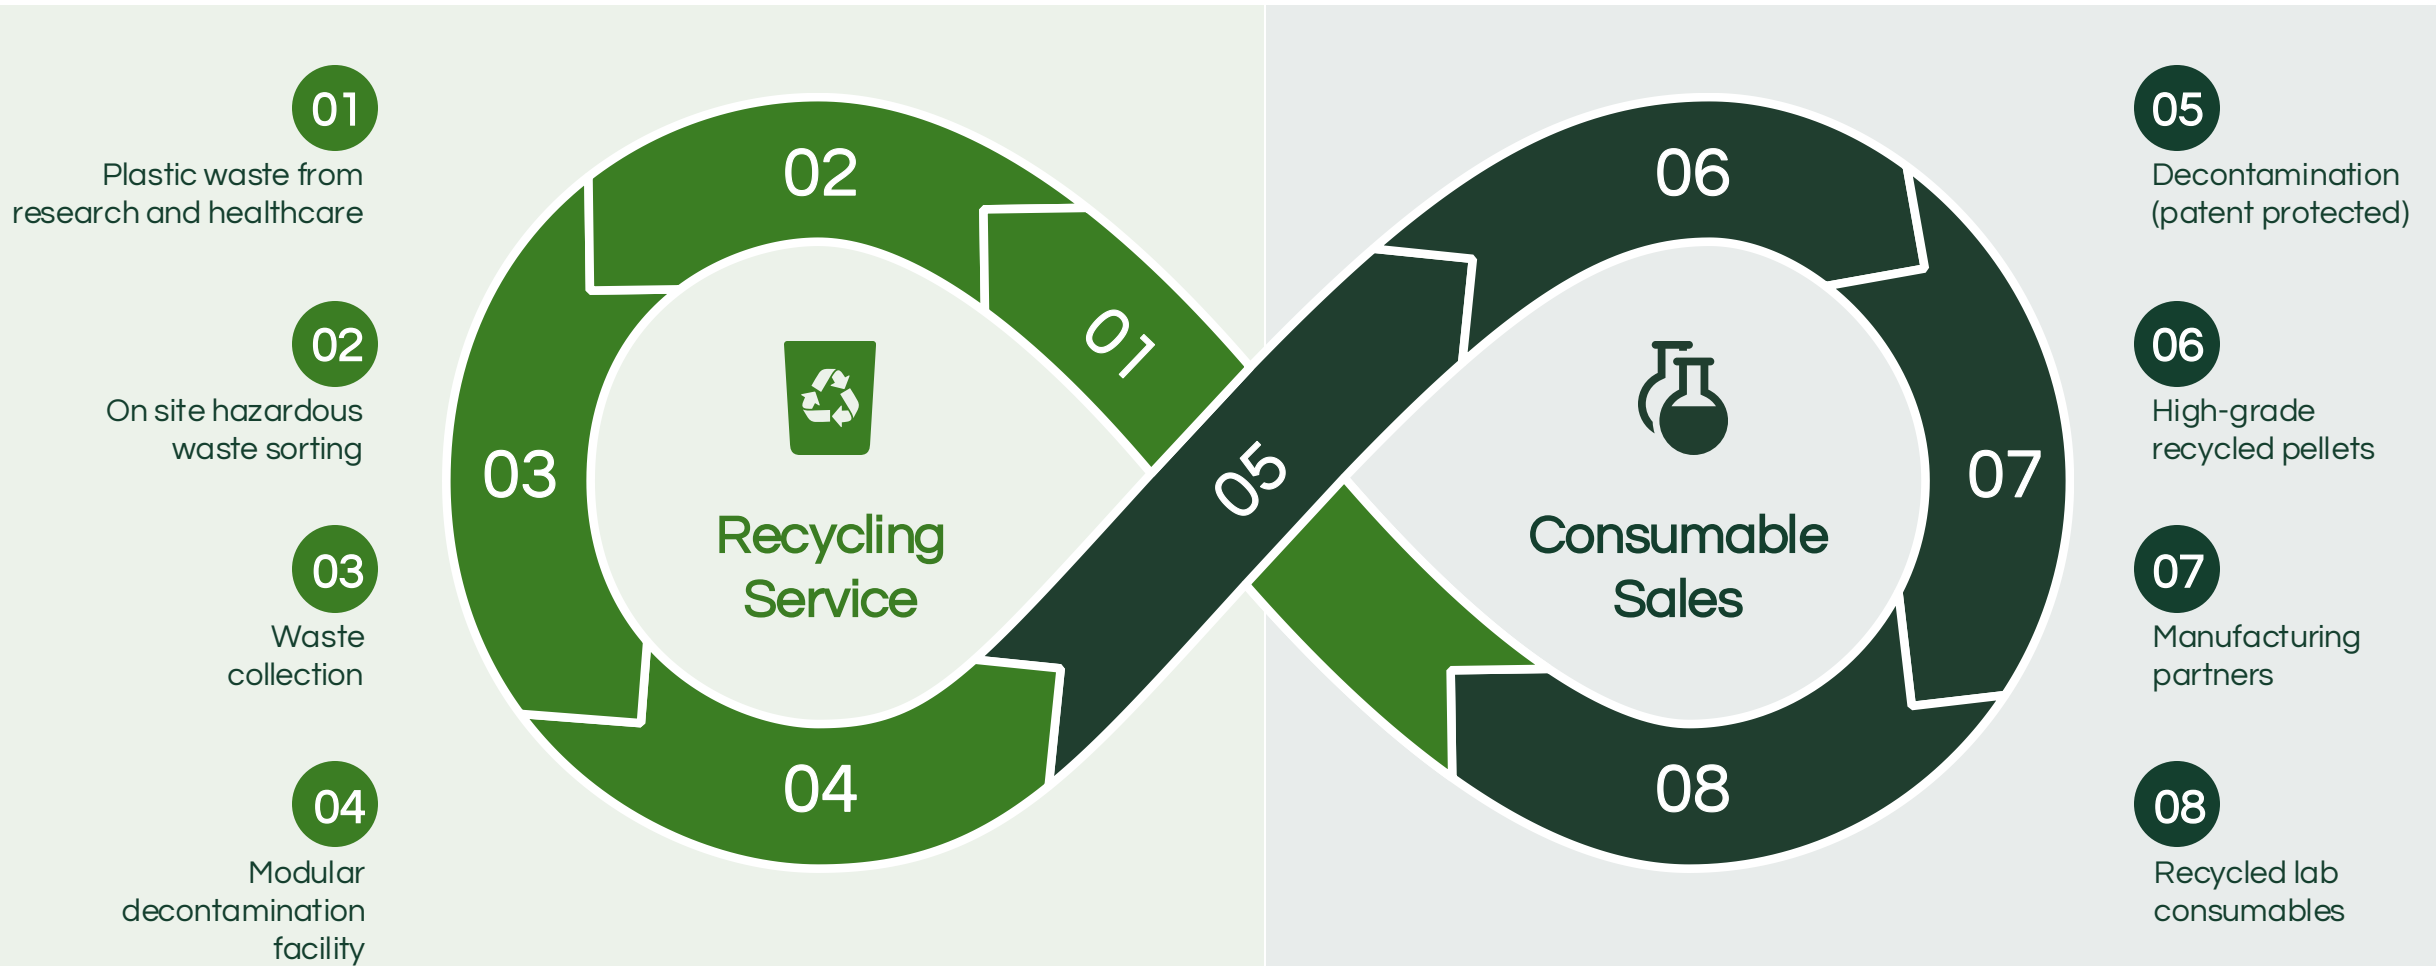 01
Plastic waste from
research and healthcare
02
On site hazardous
waste sorting
03
Waste
collection
04
Modular
decontamination
facility
02
01
03
Recycling
Service
04
05
06
07
Consumable
Sales
08
05
Decontamination
(patent protected)
06
High-grade
recycled pellets
07
Manufacturing
partners
08
Recycled lab
consumables